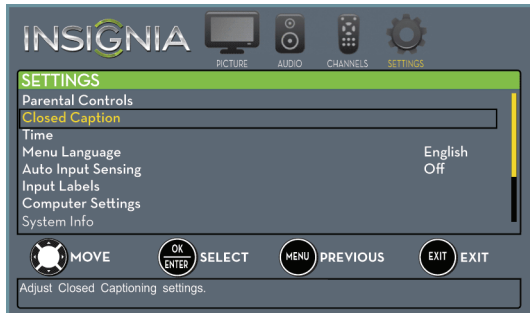 INSIGNIA
PICTURE AUDIO CHANNELS SETTINGS
SETTINGS
Parental Controls
Closed Caption
Time
Menu Language English
Auto Input Sensing Off
Input Labels
Computer Settings
System Info
MOVE OK ENTER SELECT MENU PREVIOUS EXIT EXIT
Adjust Closed Captioning settings.